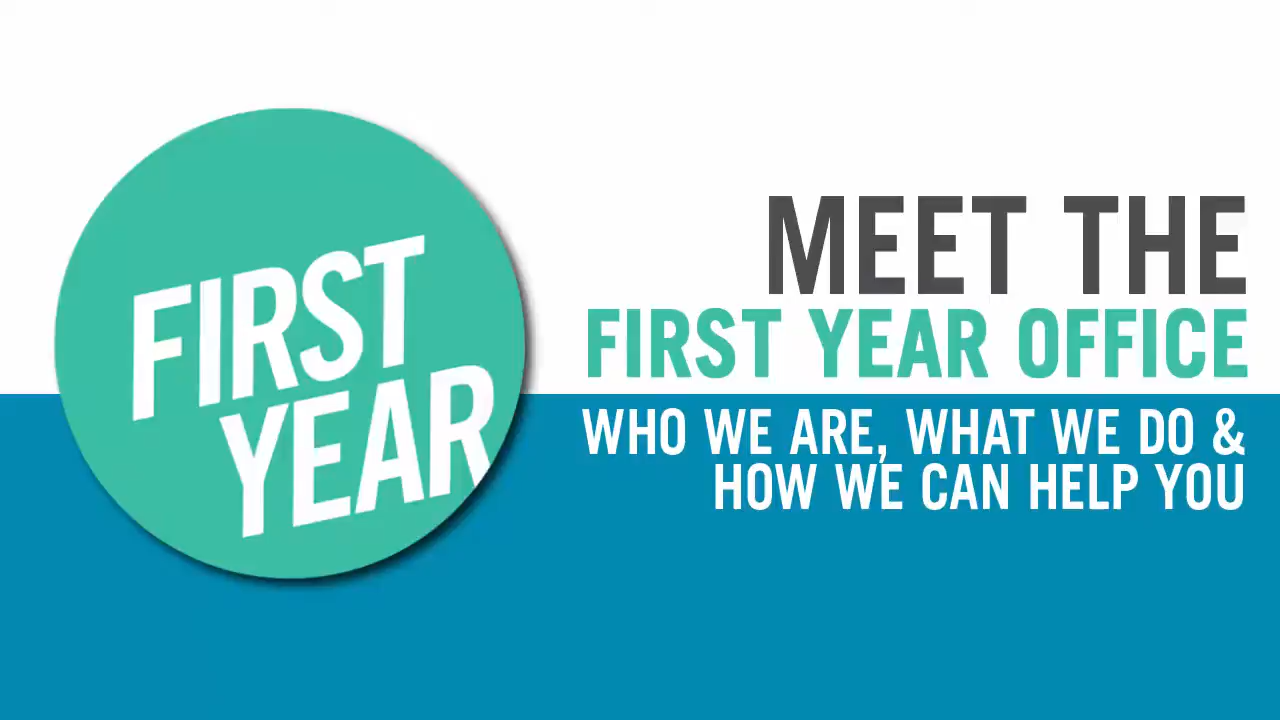 FIRST
YEAR
MEET THE
FIRST YEAR OFFICE
WHO WE ARE, WHAT WE DO &
HOW WE CAN HELP YOU